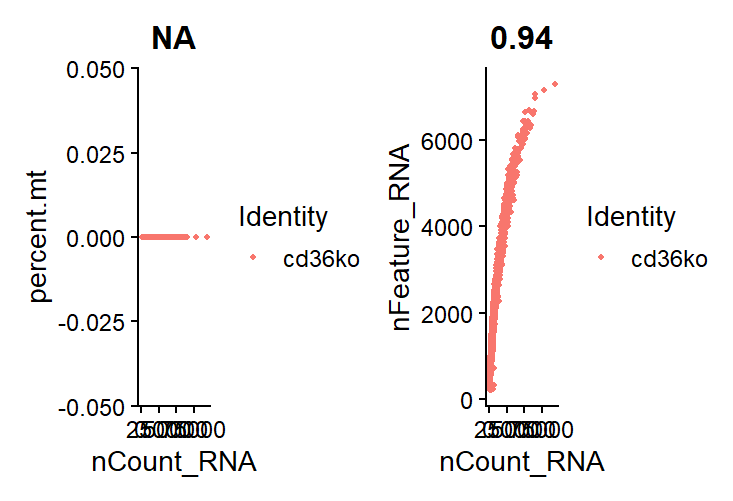 NA
0.050
0.025
0.000
-0.025
-0.050
percent.mt
nCount_RNA
Identity
cd36ko
0.94
6000
4000
2000
0
nFeature_RNA
nCount_RNA
Identity
cd36ko